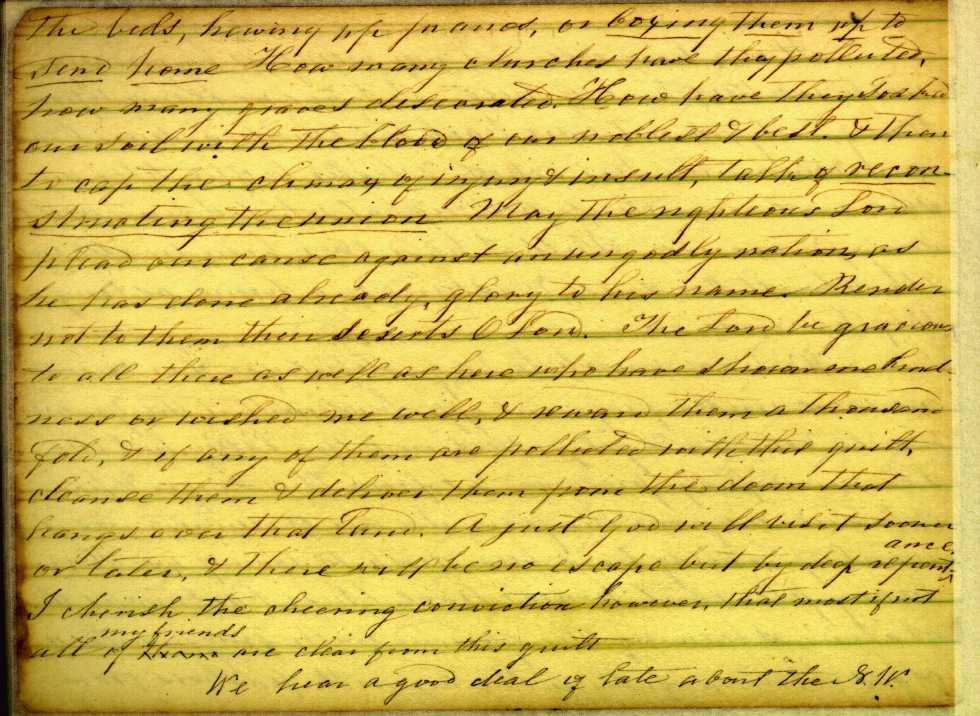 the beds, hewing up pianos, or boxing them up to
send home How many churches have they polluted,
how many graves desecrated. How have they soaked
our soil with the blood of our noblest & best. & then
to cap the climax of injury & insult, talk of recon-
structing the union May the righteous Lord
plead our cause against an ungodly nation, as
he has done already, glory to his name. Render
not to them their deserts O Lord. The Lord be gracious
to all there as well as here who have shown me kind-
ness or wished me well, & reward them a thousand
fold, & if any of them are polluted with this guilt,
cleanse them & deliver them from the doom that
hangs over that land. A just God will visit sooner
or later, & there will be no escape but by deep repentance.
I cherish the cheering conviction however, that most if not
all of my friends are clear from this guilt
We hear a good deal of late about the N.W.